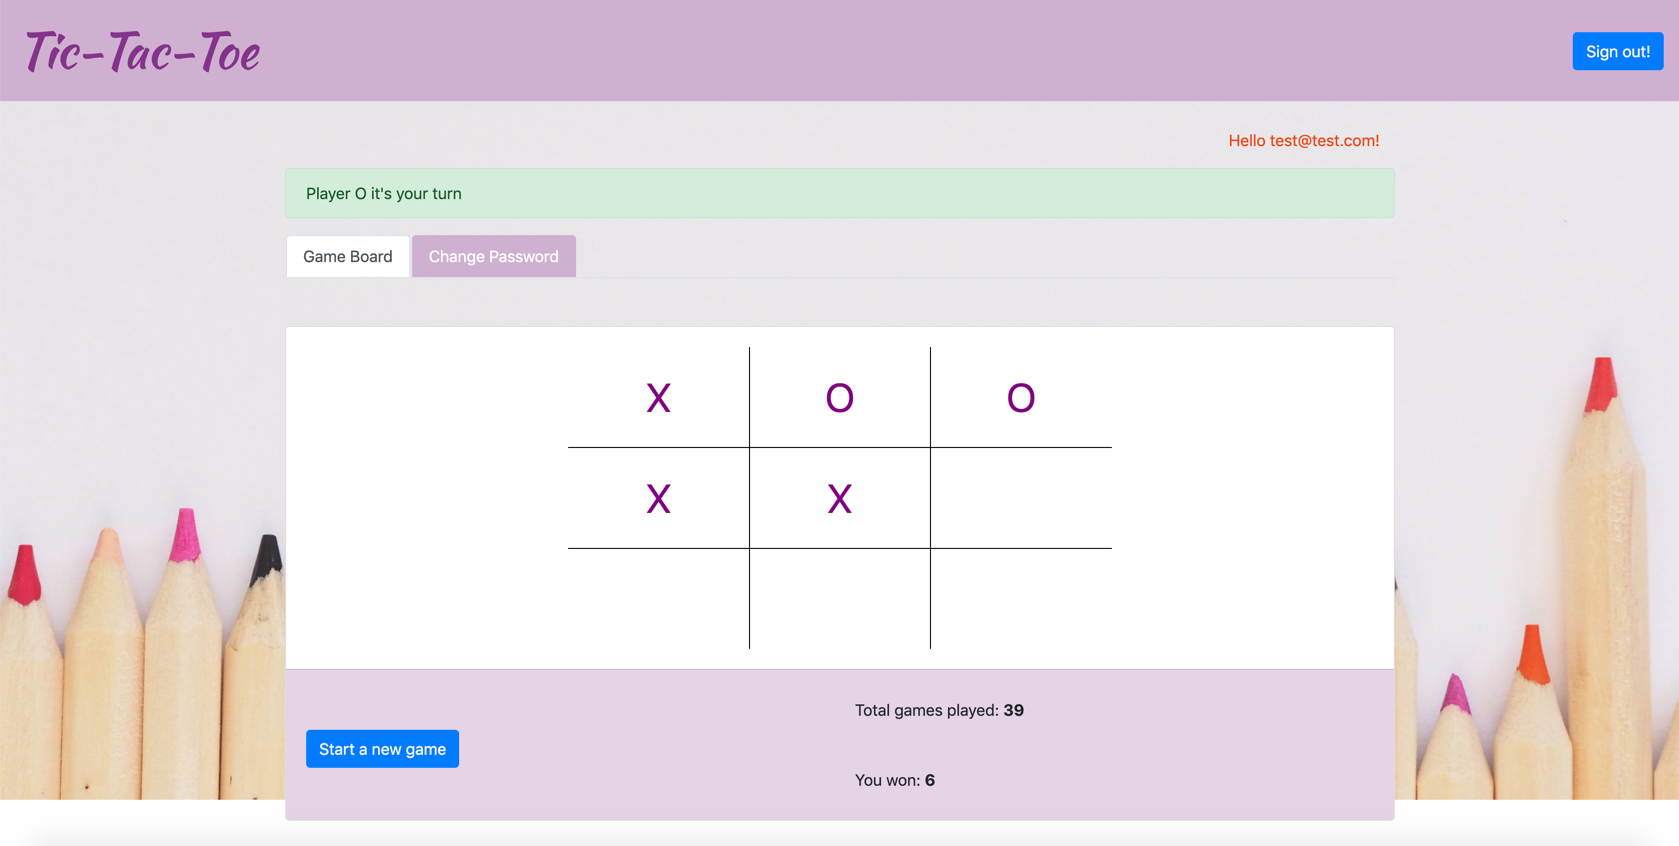 Tic-Tac-Toe
Sign out!
Hello test@test.com!
Player O it's your turn
Game Board
Change Password
X O O
X X
Total games played: 39
Start a new game
You won: 6